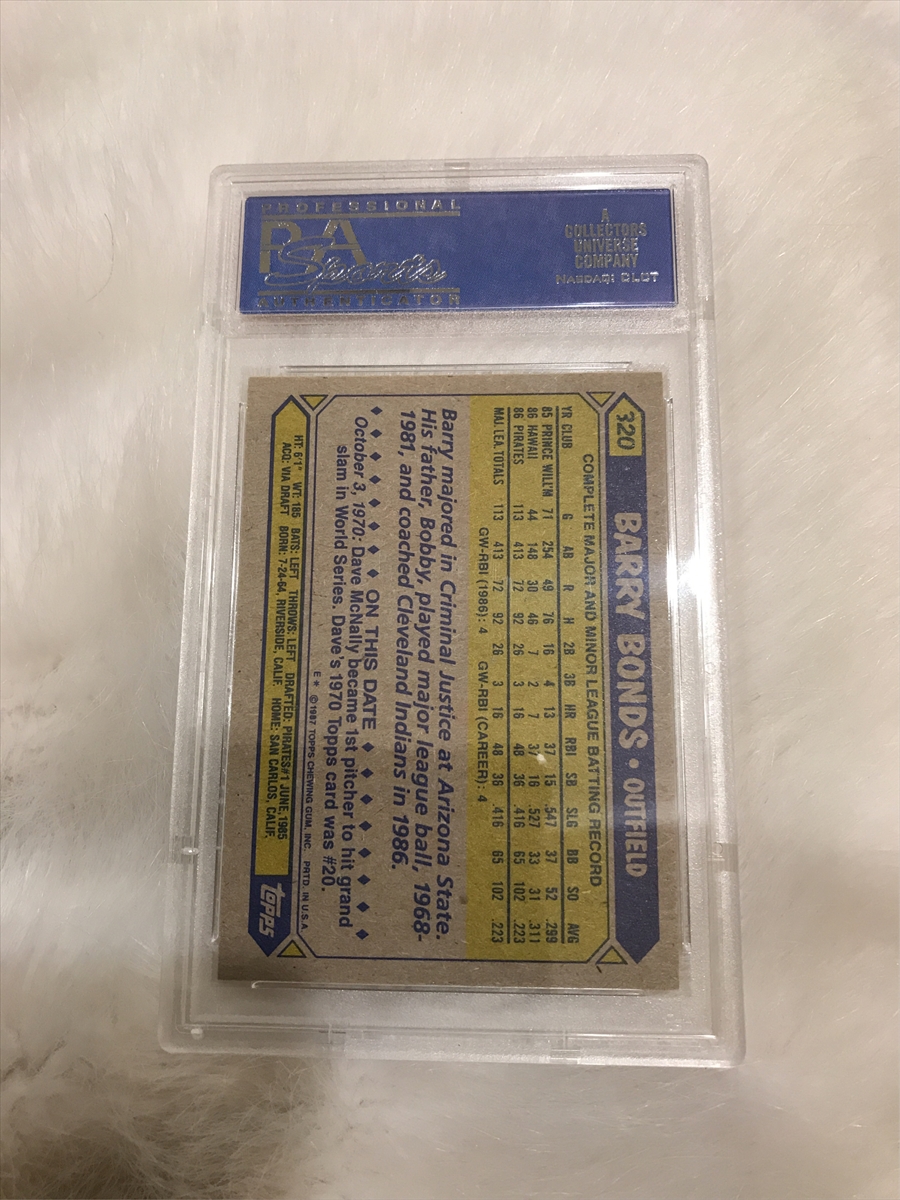 PROFESSIONAL
PSA
Sports
AUTHENTICATOR
A
COLLECTORS
UNIVERSE
COMPANY
NASDAQ: CLCT
320 BARRY BONDS • OUTFIELD
COMPLETE MAJOR AND MINOR LEAGUE BATTING RECORD
YR CLUB G AB R H 2B 3B HR RBI SB SLG BB SO AVG
85 PRINCE WILL'M 71 254 49 76 16 4 13 37 15 .547 37 52 .299
86 HAWAII 44 148 30 46 7 2 7 37 16 .527 33 31 .311
86 PIRATES 113 413 72 92 26 3 16 48 36 .416 65 102 .223
MAJ. LEA. TOTALS 113 413 72 92 26 3 16 48 36 .416 65 102 .223
GW-RBI (1986): 4 GW-RBI (CAREER): 4
Barry majored in Criminal Justice at Arizona State.
His father, Bobby, played major league ball, 1968-
1981, and coached Cleveland Indians in 1986.
ON THIS DATE
October 3, 1970: Dave McNally became 1st pitcher to hit grand
slam in World Series. Dave's 1970 Topps card was #20.
E* © 1987 TOPPS CHEWING GUM, INC. PRTD. IN U.S.A.
HT: 6'1" WT: 185 BATS: LEFT THROWS: LEFT DRAFTED: PIRATES#1 JUNE, 1985
ACQ: VIA DRAFT BORN: 7-24-64, RIVERSIDE, CALIF. HOME: SAN CARLOS, CALIF.
topps